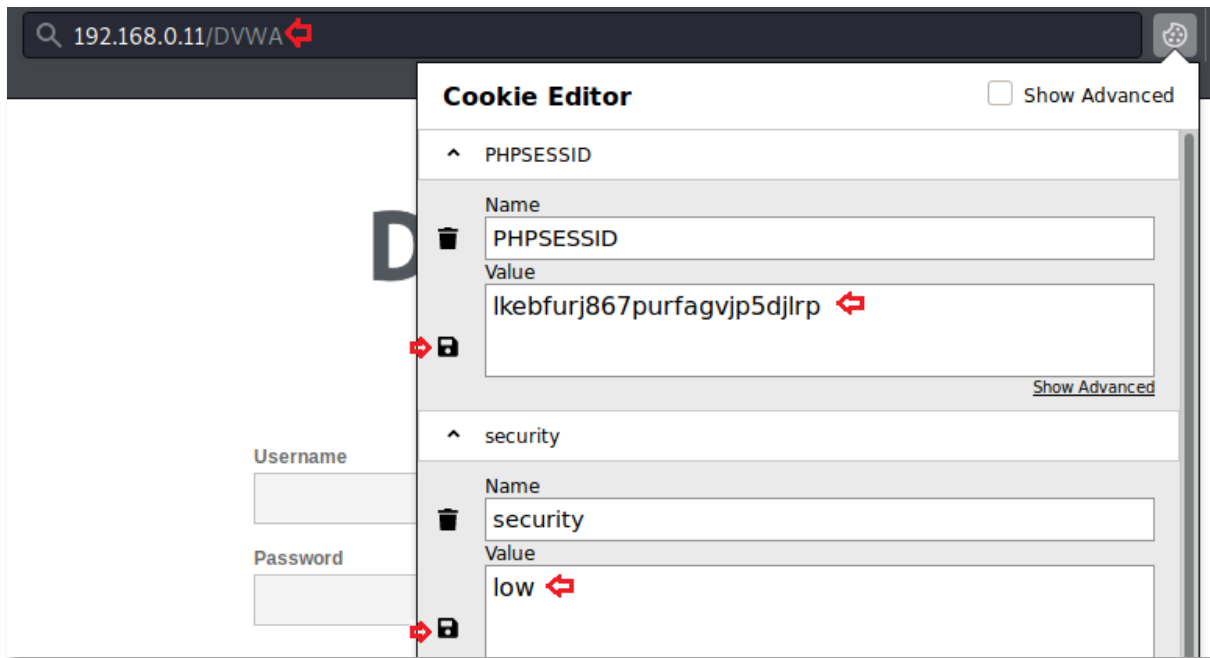 192.168.0.11/DVWA
Cookie Editor
Show Advanced
PHPSESSID
Name
PHPSESSID
Value
lkebfurj867purfagvjp5djlrp
Show Advanced
security
Name
security
Value
low
D
Username
Password